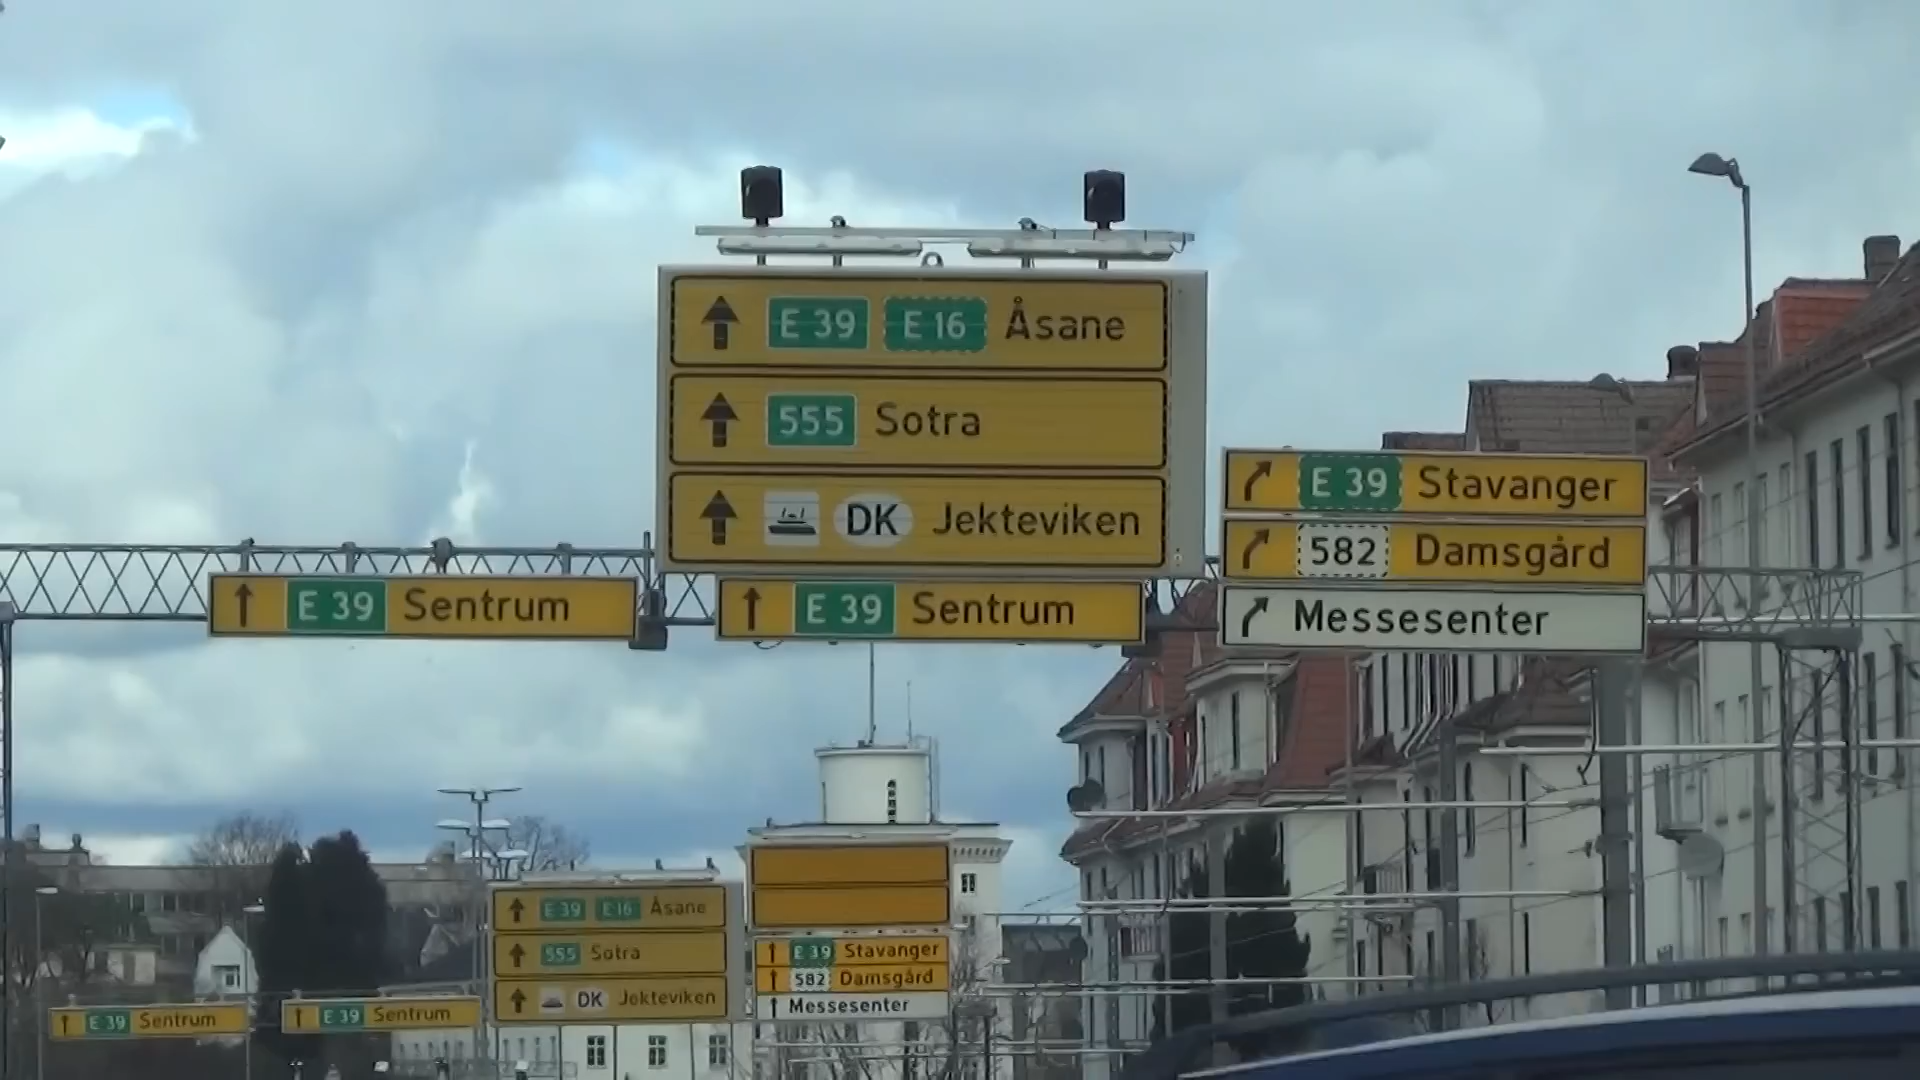 E 39 E 16 Åsane
555 Sotra
DK Jekteviken
E 39 Sentrum
E 39 Sentrum
E 39 Stavanger
582 Damsgård
Messesenter
E 39 E16 Åsane
555 Sotra
DK Jekteviken
E 39 Stavanger
582 Damsgård
Messesenter
E 39 Sentrum
E 39 Sentrum